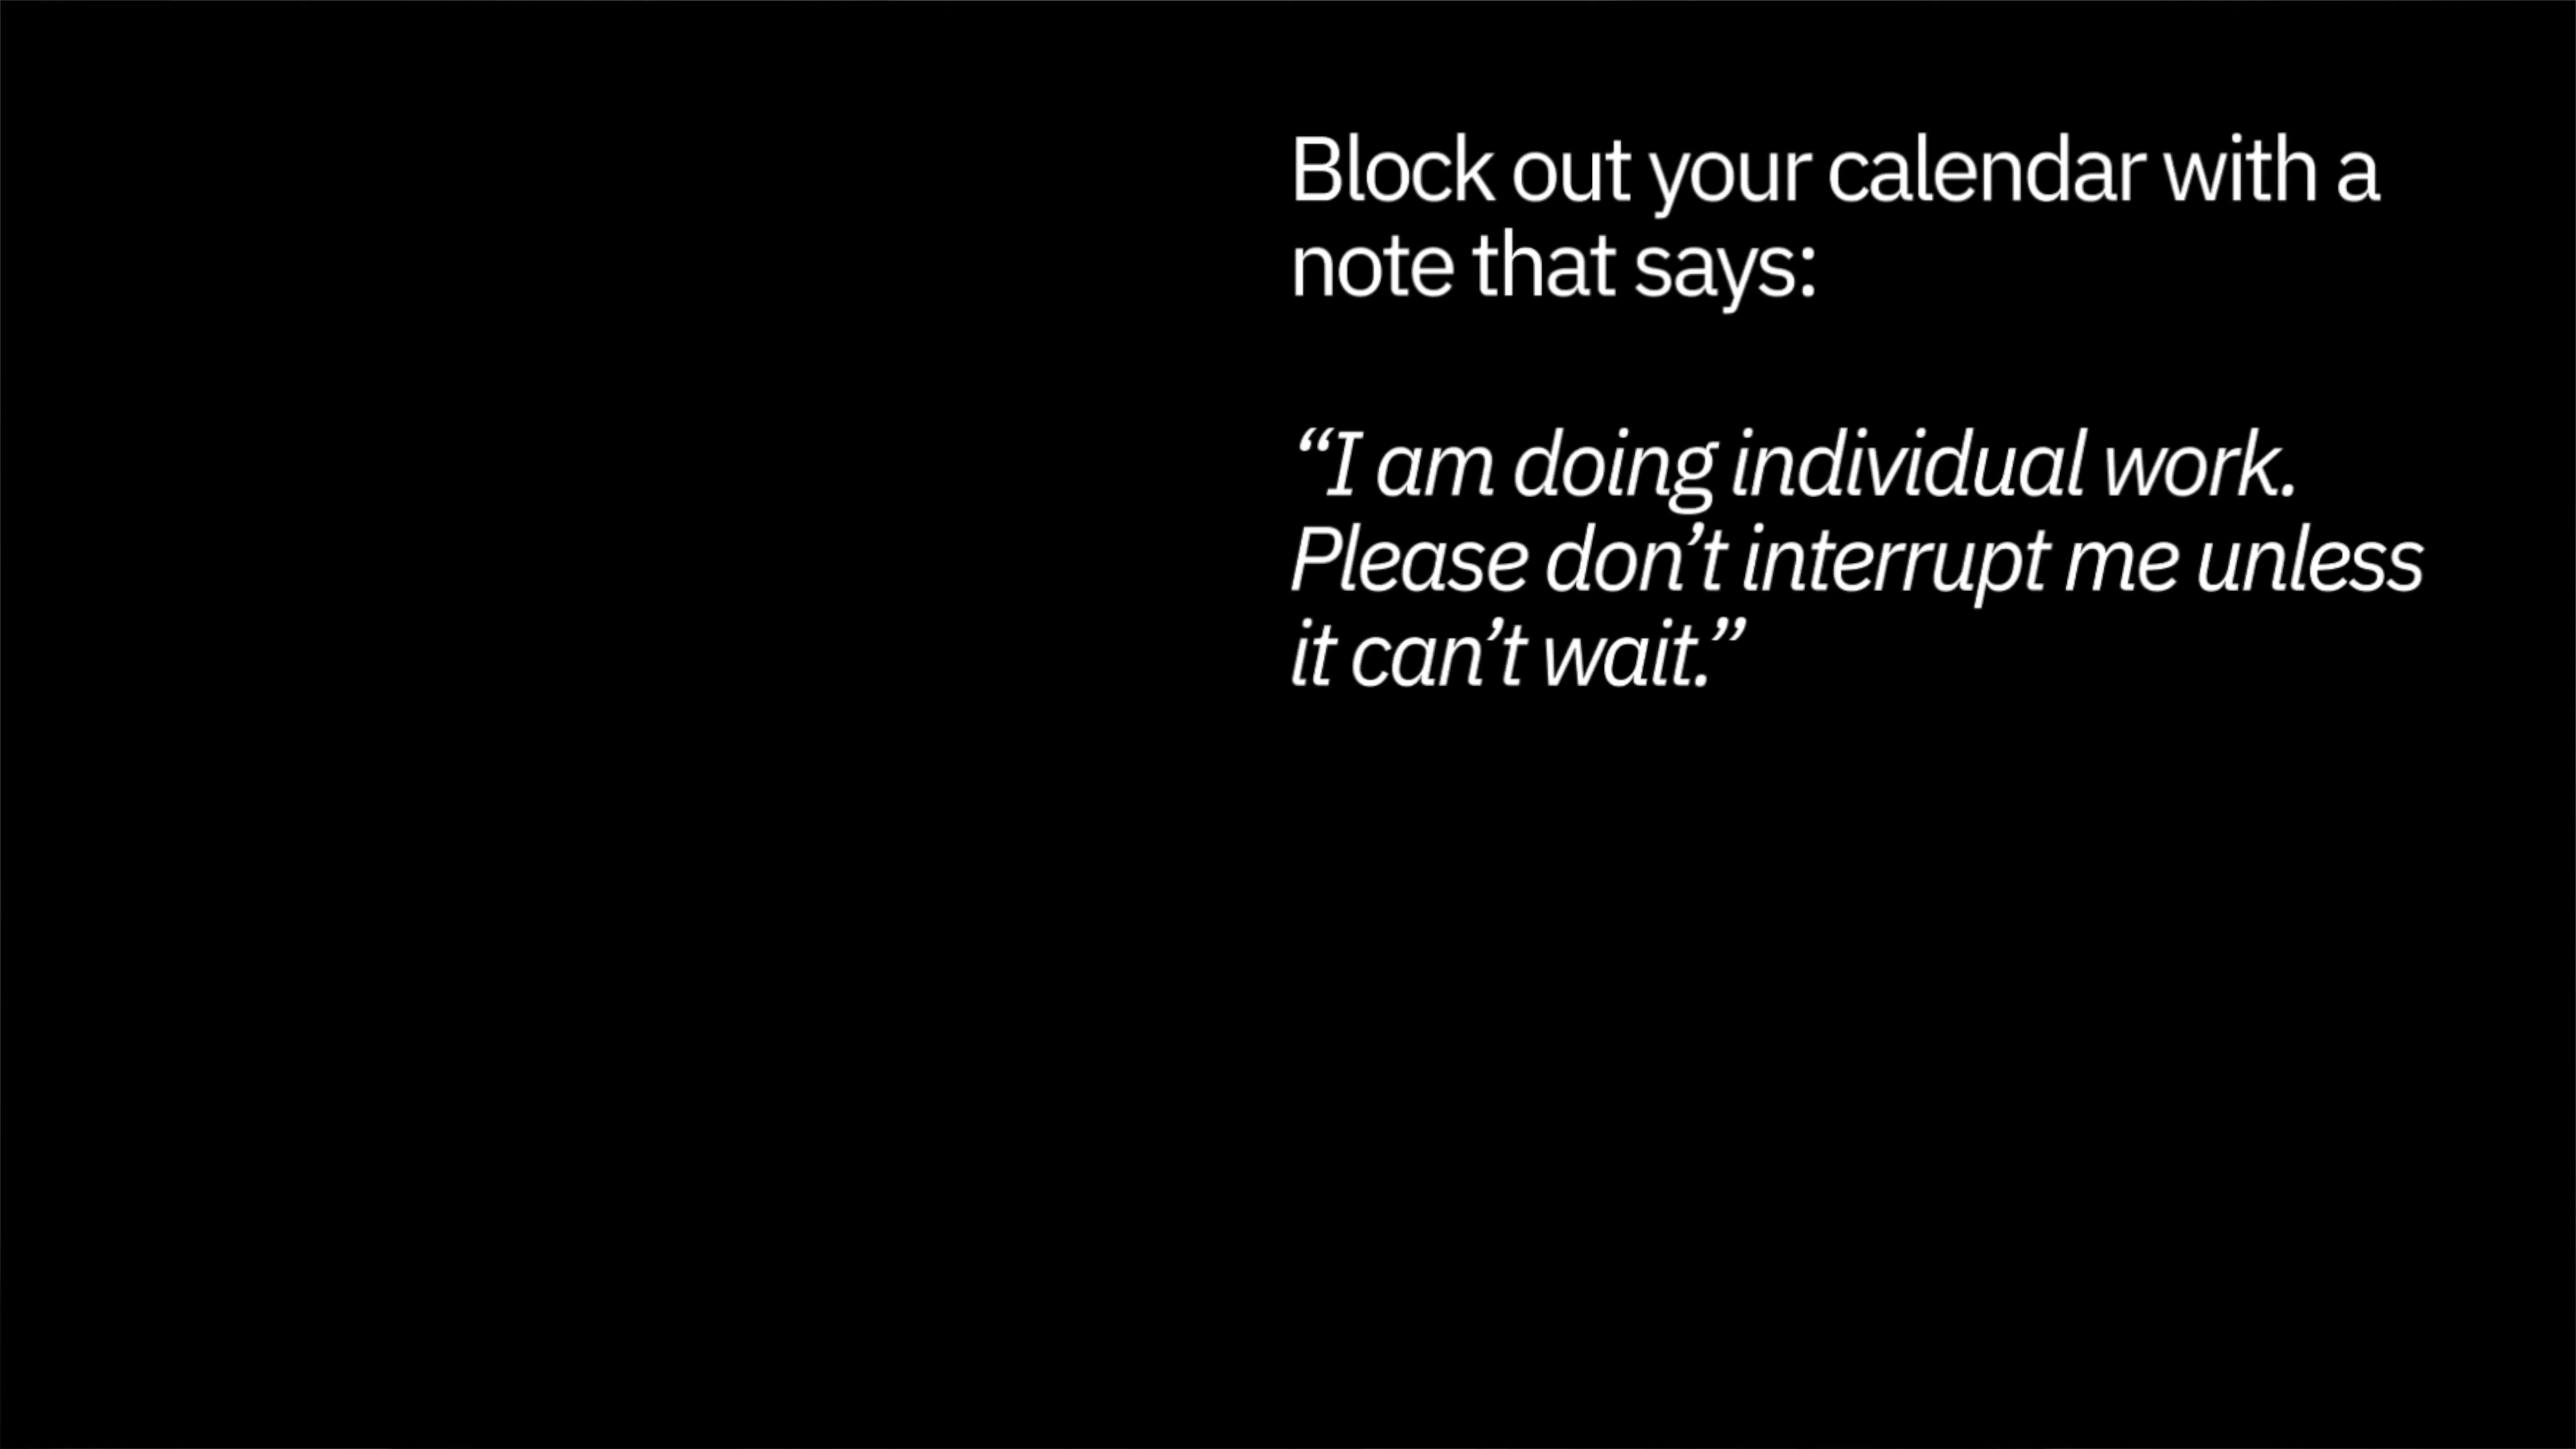 Block out your calendar with a
note that says:
“I am doing individual work.
Please don’t interrupt me unless
it can’t wait.”